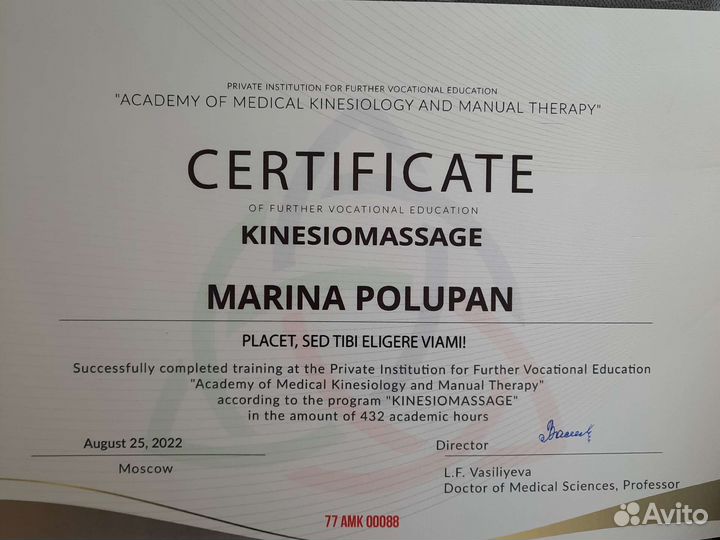 PRIVATE INSTITUTION FOR FURTHER VOCATIONAL EDUCATION
"ACADEMY OF MEDICAL KINESIOLOGY AND MANUAL THERAPY"
CERTIFICATE
OF FURTHER VOCATIONAL EDUCATION
KINESIOMASSAGE
MARINA POLUPAN
PLACET, SED TIBI ELIGERE VIAMI!
Successfully completed training at the Private Institution for Further Vocational Education
"Academy of Medical Kinesiology and Manual Therapy"
according to the program "KINESIOMASSAGE"
in the amount of 432 academic hours
August 25, 2022
Director
Moscow
L.F. Vasiliyeva
Doctor of Medical Sciences, Professor
77 AMK 00088
Avito